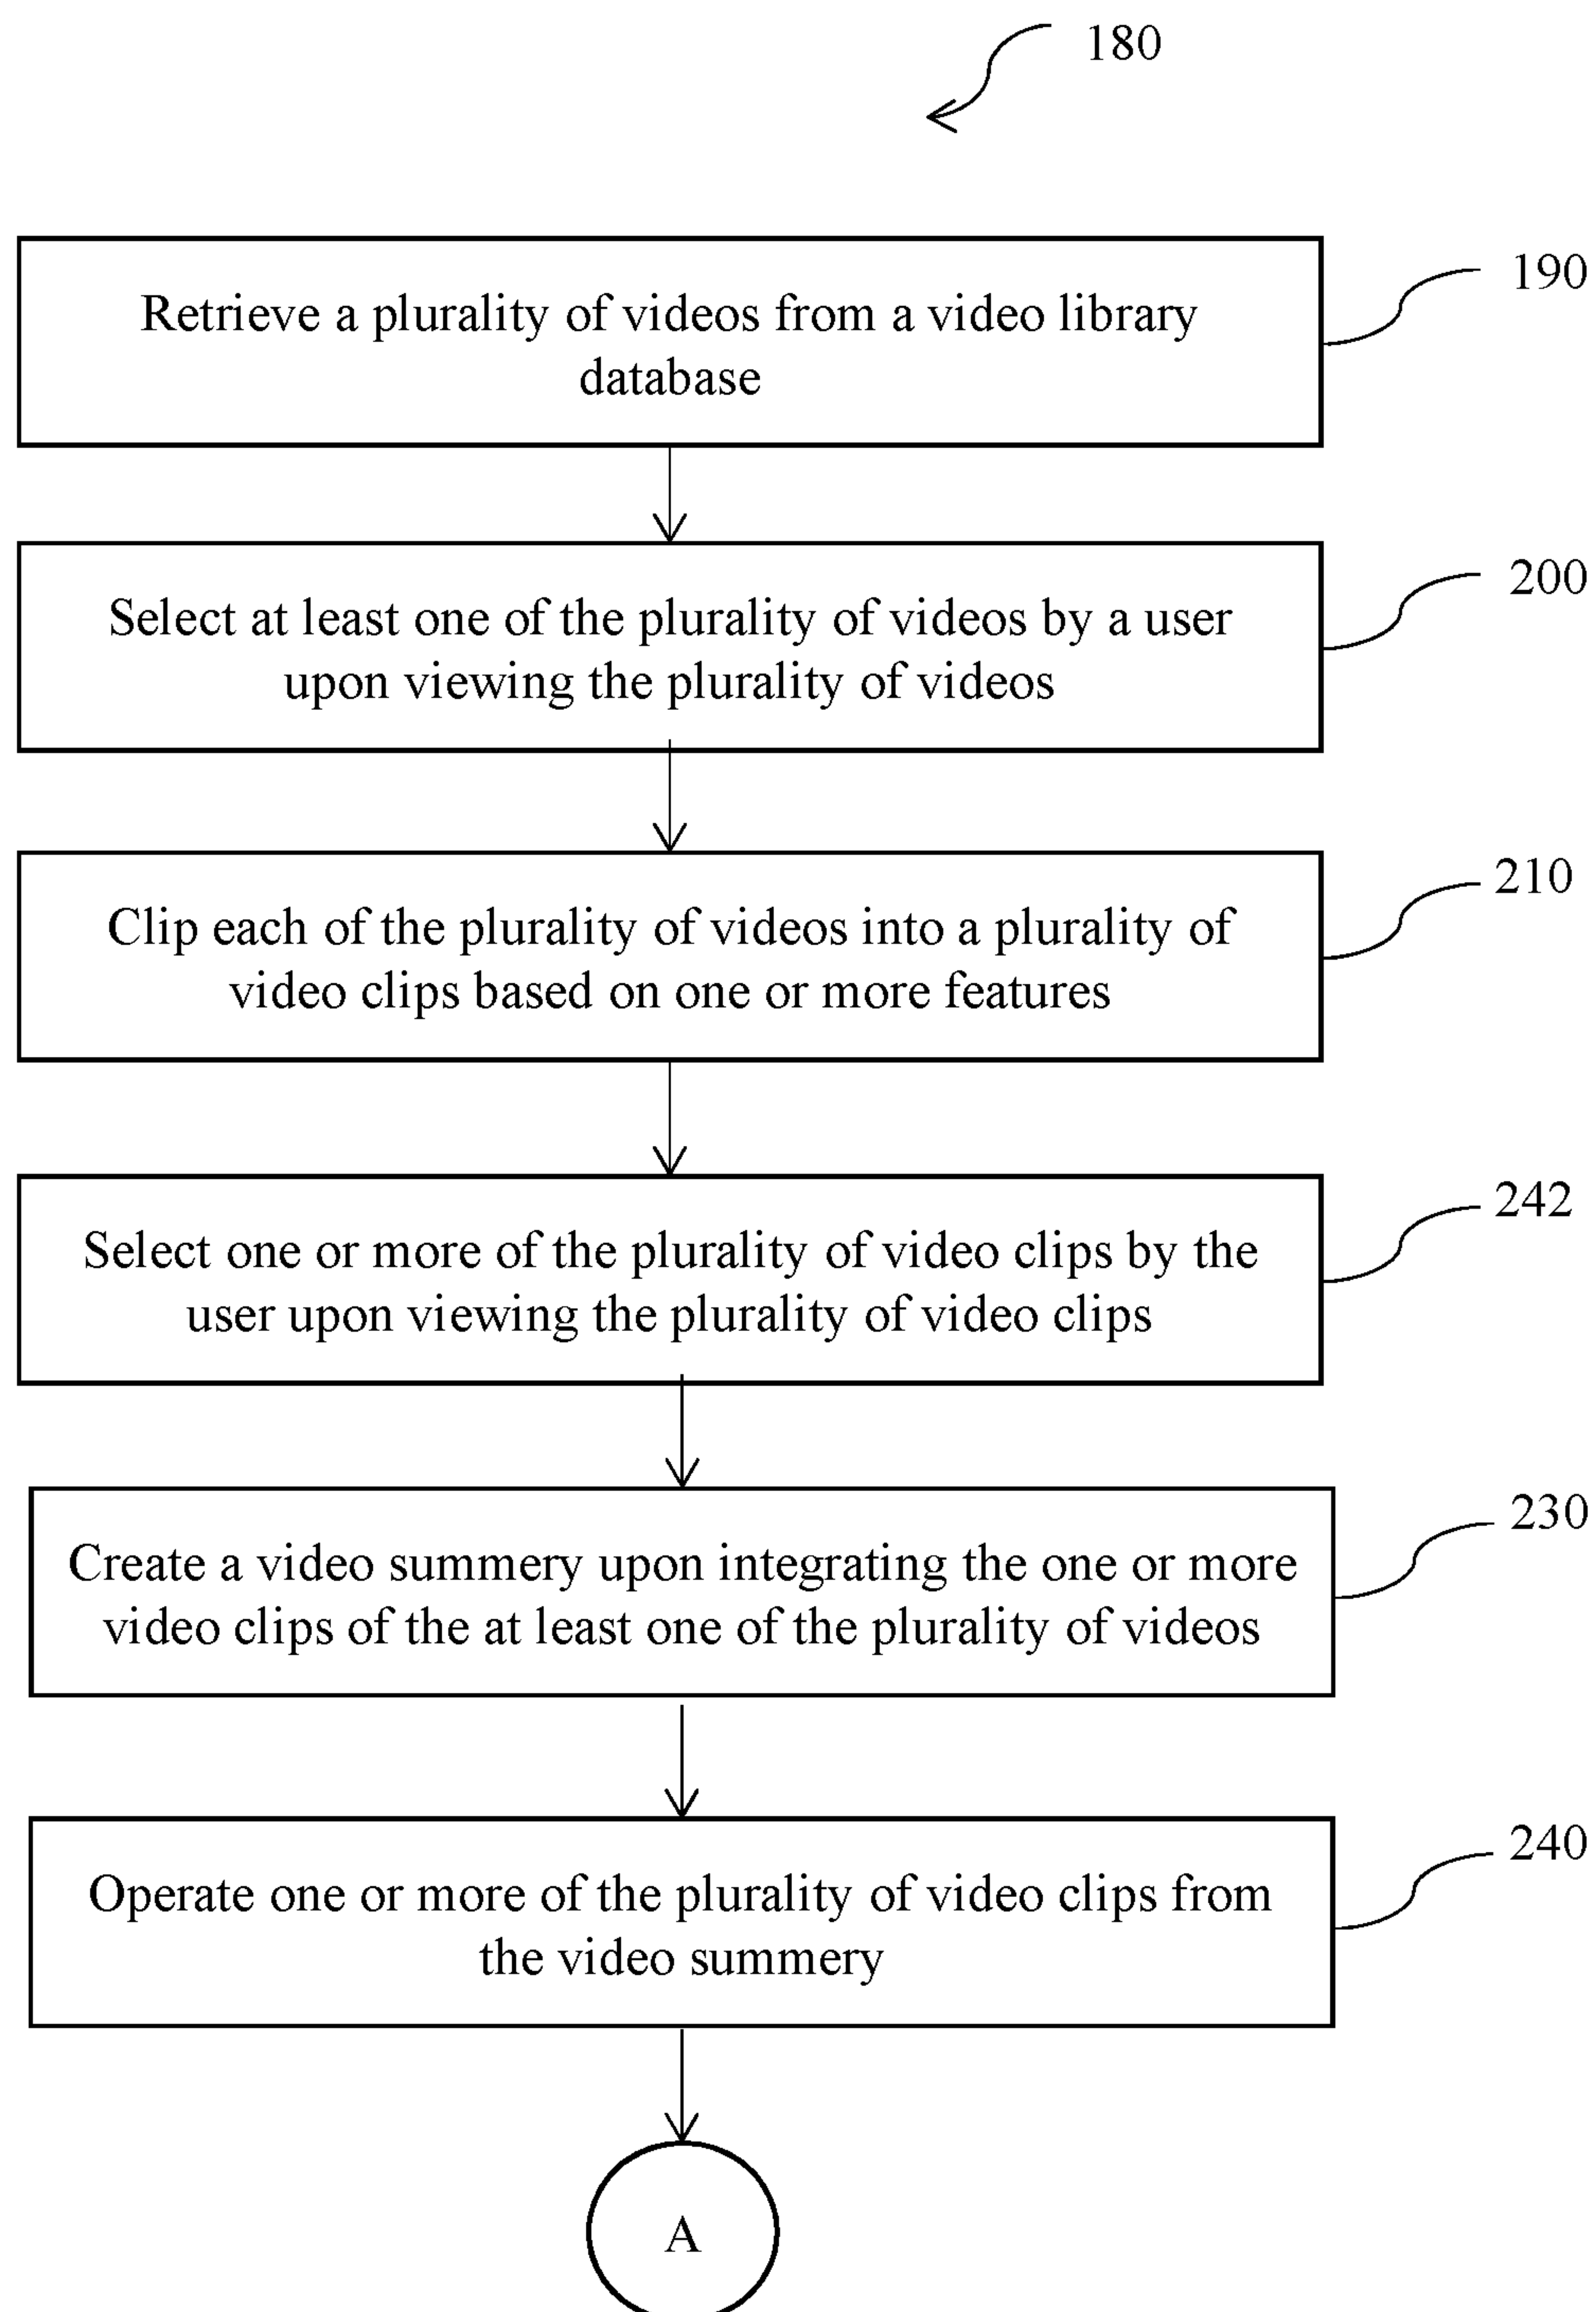 180
Retrieve a plurality of videos from a video library
database
190
Select at least one of the plurality of videos by a user
upon viewing the plurality of videos
200
Clip each of the plurality of videos into a plurality of
video clips based on one or more features
210
Select one or more of the plurality of video clips by the
user upon viewing the plurality of video clips
242
Create a video summery upon integrating the one or more
video clips of the at least one of the plurality of videos
230
Operate one or more of the plurality of video clips from
the video summery
240
A